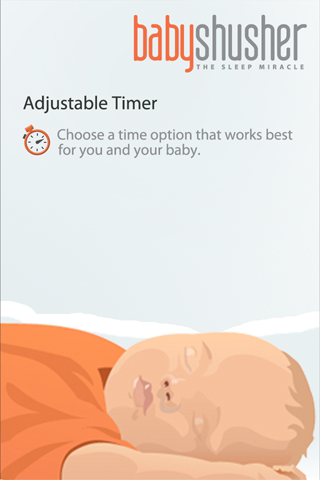 babyshusher
THE SLEEP MIRACLE
Adjustable Timer
Choose a time option that works best
for you and your baby.